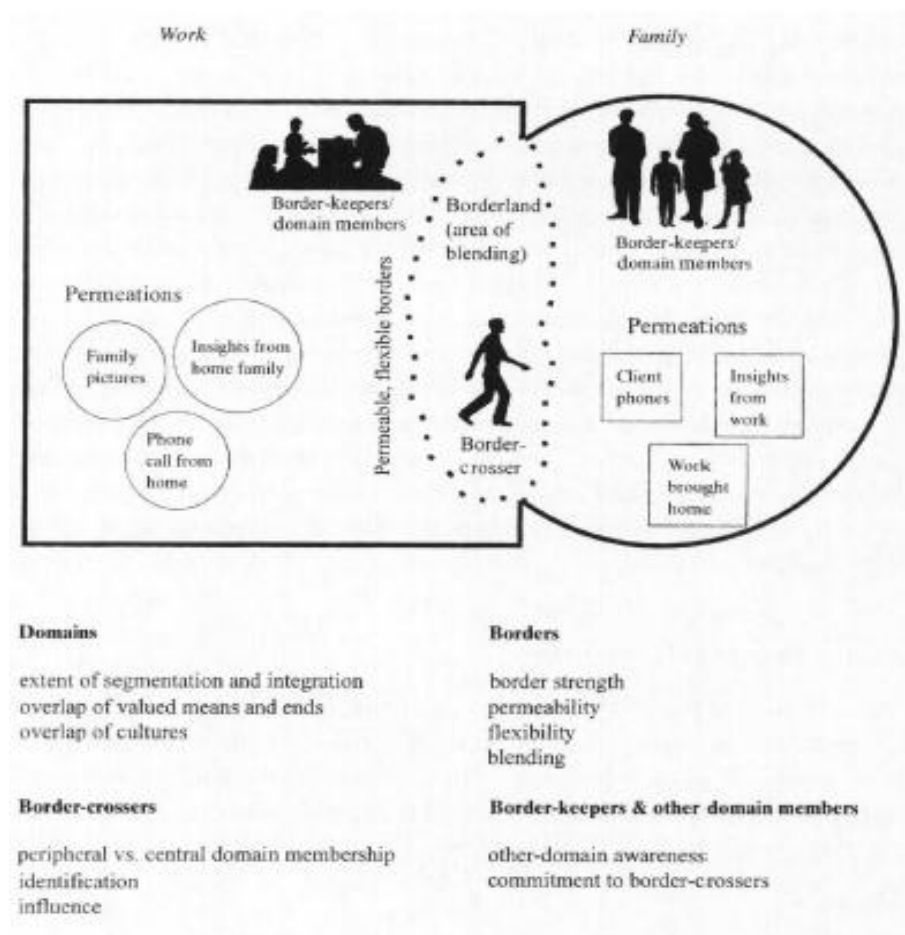 Work
Family
Border-keepers/
domain members
Borderland
(area of
blending)
Border-keepers/
domain members
Permeations
Family
pictures
Insights from
home family
Phone
call from
home
Permeable, flexible borders
Border-
crosser
Permeations
Client
phones
Insights
from
work
Work
brought
home
Domains
extent of segmentation and integration
overlap of valued means and ends
overlap of cultures
Borders
border strength
permeability
flexibility
blending
Border-crossers
peripheral vs. central domain membership
identification
influence
Border-keepers & other domain members
other-domain awareness
commitment to border-crossers